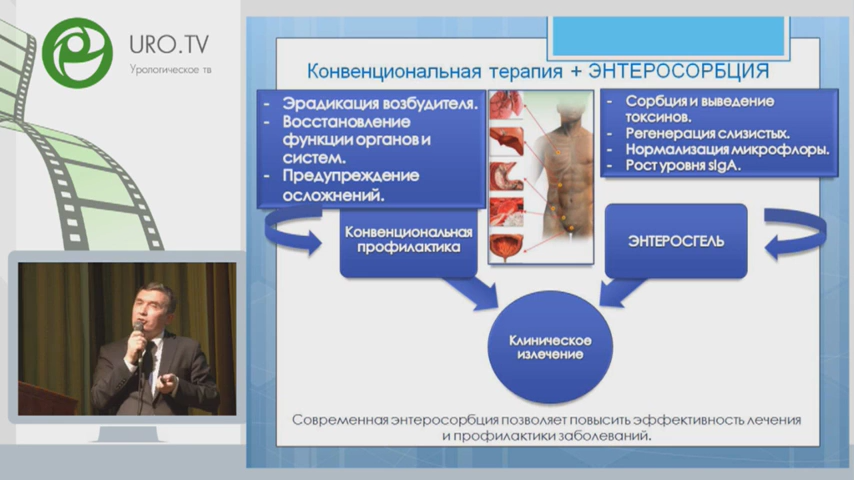 URO.TV
Урологическое тв
Конвенциональная терапия + ЭНТЕРОСОРБЦИЯ
- Эрадикация возбудителя.
- Восстановление
функции органов и
систем.
- Предупреждение
осложнений.
- Сорбция и выведение
токсинов.
- Регенерация слизистых.
- Нормализация микрофлоры.
- Рост уровня sIgA.
Конвенциональная
профилактика
ЭНТЕРОСГЕЛЬ
Клиническое
излечение
Современная энтеросорбция позволяет повысить эффективность лечения
и профилактики заболеваний.